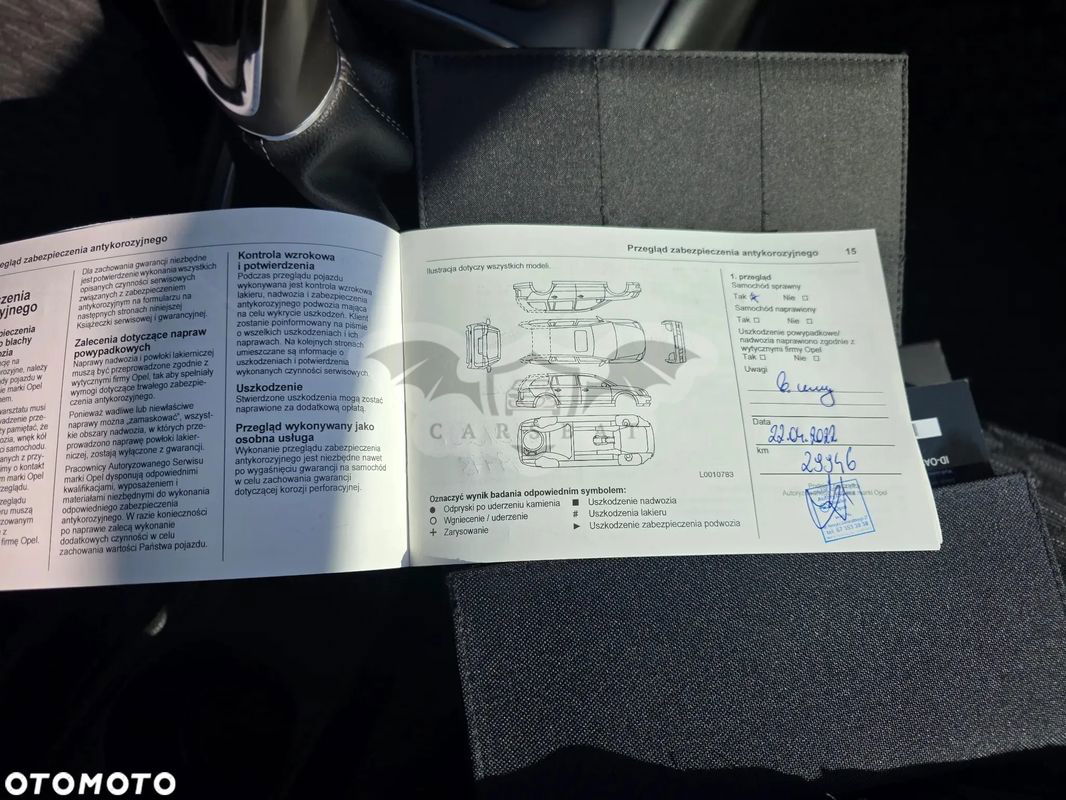 egląd zabezpieczenia antykorozyjnego
Dla zachowania gwarancji niezbędne
jest potwierdzenie wykonania wszystkich
opisanych czynności serwisowych
związanych z zabezpieczeniem
antykorozyjnym na formularzu na
następnych stronach niniejszej
Książeczki serwisowej i gwarancyjnej.
Zalecenia dotyczące napraw
powypadkowych
Naprawy nadwozia i powłoki lakierniczej
muszą być przeprowadzone zgodnie z
wytycznymi firmy Opel, tak aby spełniały
wymogi dotyczące trwałego zabezpie-
czenia antykorozyjnego.
Ponieważ wadliwe lub niewłaściwe
naprawy można „zamaskować", wszyst-
kie obszary nadwozia, w których prze-
prowadzono naprawę powłoki lakier-
niczej, zostają wyłączone z gwarancji.
Pracownicy Autoryzowanego Serwisu
marki Opel dysponują odpowiedni
kwalifikacjami, wyposażeniem i
materiałami niezbędnymi do wykonania
odpowiedniego zabezpieczenia
antykorozyjnego. W razie konieczności
po naprawie zalecą wykonanie
dodatkowych czynności w celu
zachowania wartości Państwa pojazdu.
Kontrola wzrokowa
i potwierdzenia
Podczas przeglądu pojazdu
wykonywana jest kontrola wzrokowa
lakieru, nadwozia i zabezpieczenia
antykorozyjnego podwozia mająca
na celu wykrycie uszkodzeń. Klient
zostanie poinformowany na piśmie
o wszelkich uszkodzeniach i ich
naprawach. Na kolejnych stronach
umieszczane są informacje o
uszkodzeniach i potwierdzenia
wykonanych czynności serwisowych.
Uszkodzenie
Stwierdzone uszkodzenia mogą zostać
naprawione za dodatkową opłatą.
Przegląd wykonywany jako
osobna usługa
Wykonanie przeglądu zabezpieczenia
antykorozyjnego jest niezbędne nawet
po wygaśnięciu gwarancji na samochód
w celu zachowania gwarancji
dotyczącej korozji perforacyjnej.
Przegląd zabezpieczenia antykorozyjnego 15
Ilustracja dotyczy wszystkich modeli.
CAR BAT
L0010783
Oznaczyć wynik badania odpowiednim symbolem:
● Odpryski po uderzeniu kamienia
○ Wgniecenie / uderzenie
+ Zarysowanie
■ Uszkodzenie nadwozia
# Uszkodzenia lakieru
► Uszkodzenie zabezpieczenia podwozia
1. przegląd
Samochód sprawny
Tak ☒ Nie □
Samochód naprawiony
Tak □ Nie □
Uszkodzenie powypadkowe/
nadwozia naprawiono zgodnie z
wytycznymi firmy Opel
Tak □ Nie □
Uwagi
Data
22.04.2022
km
29346
OTOMOTO